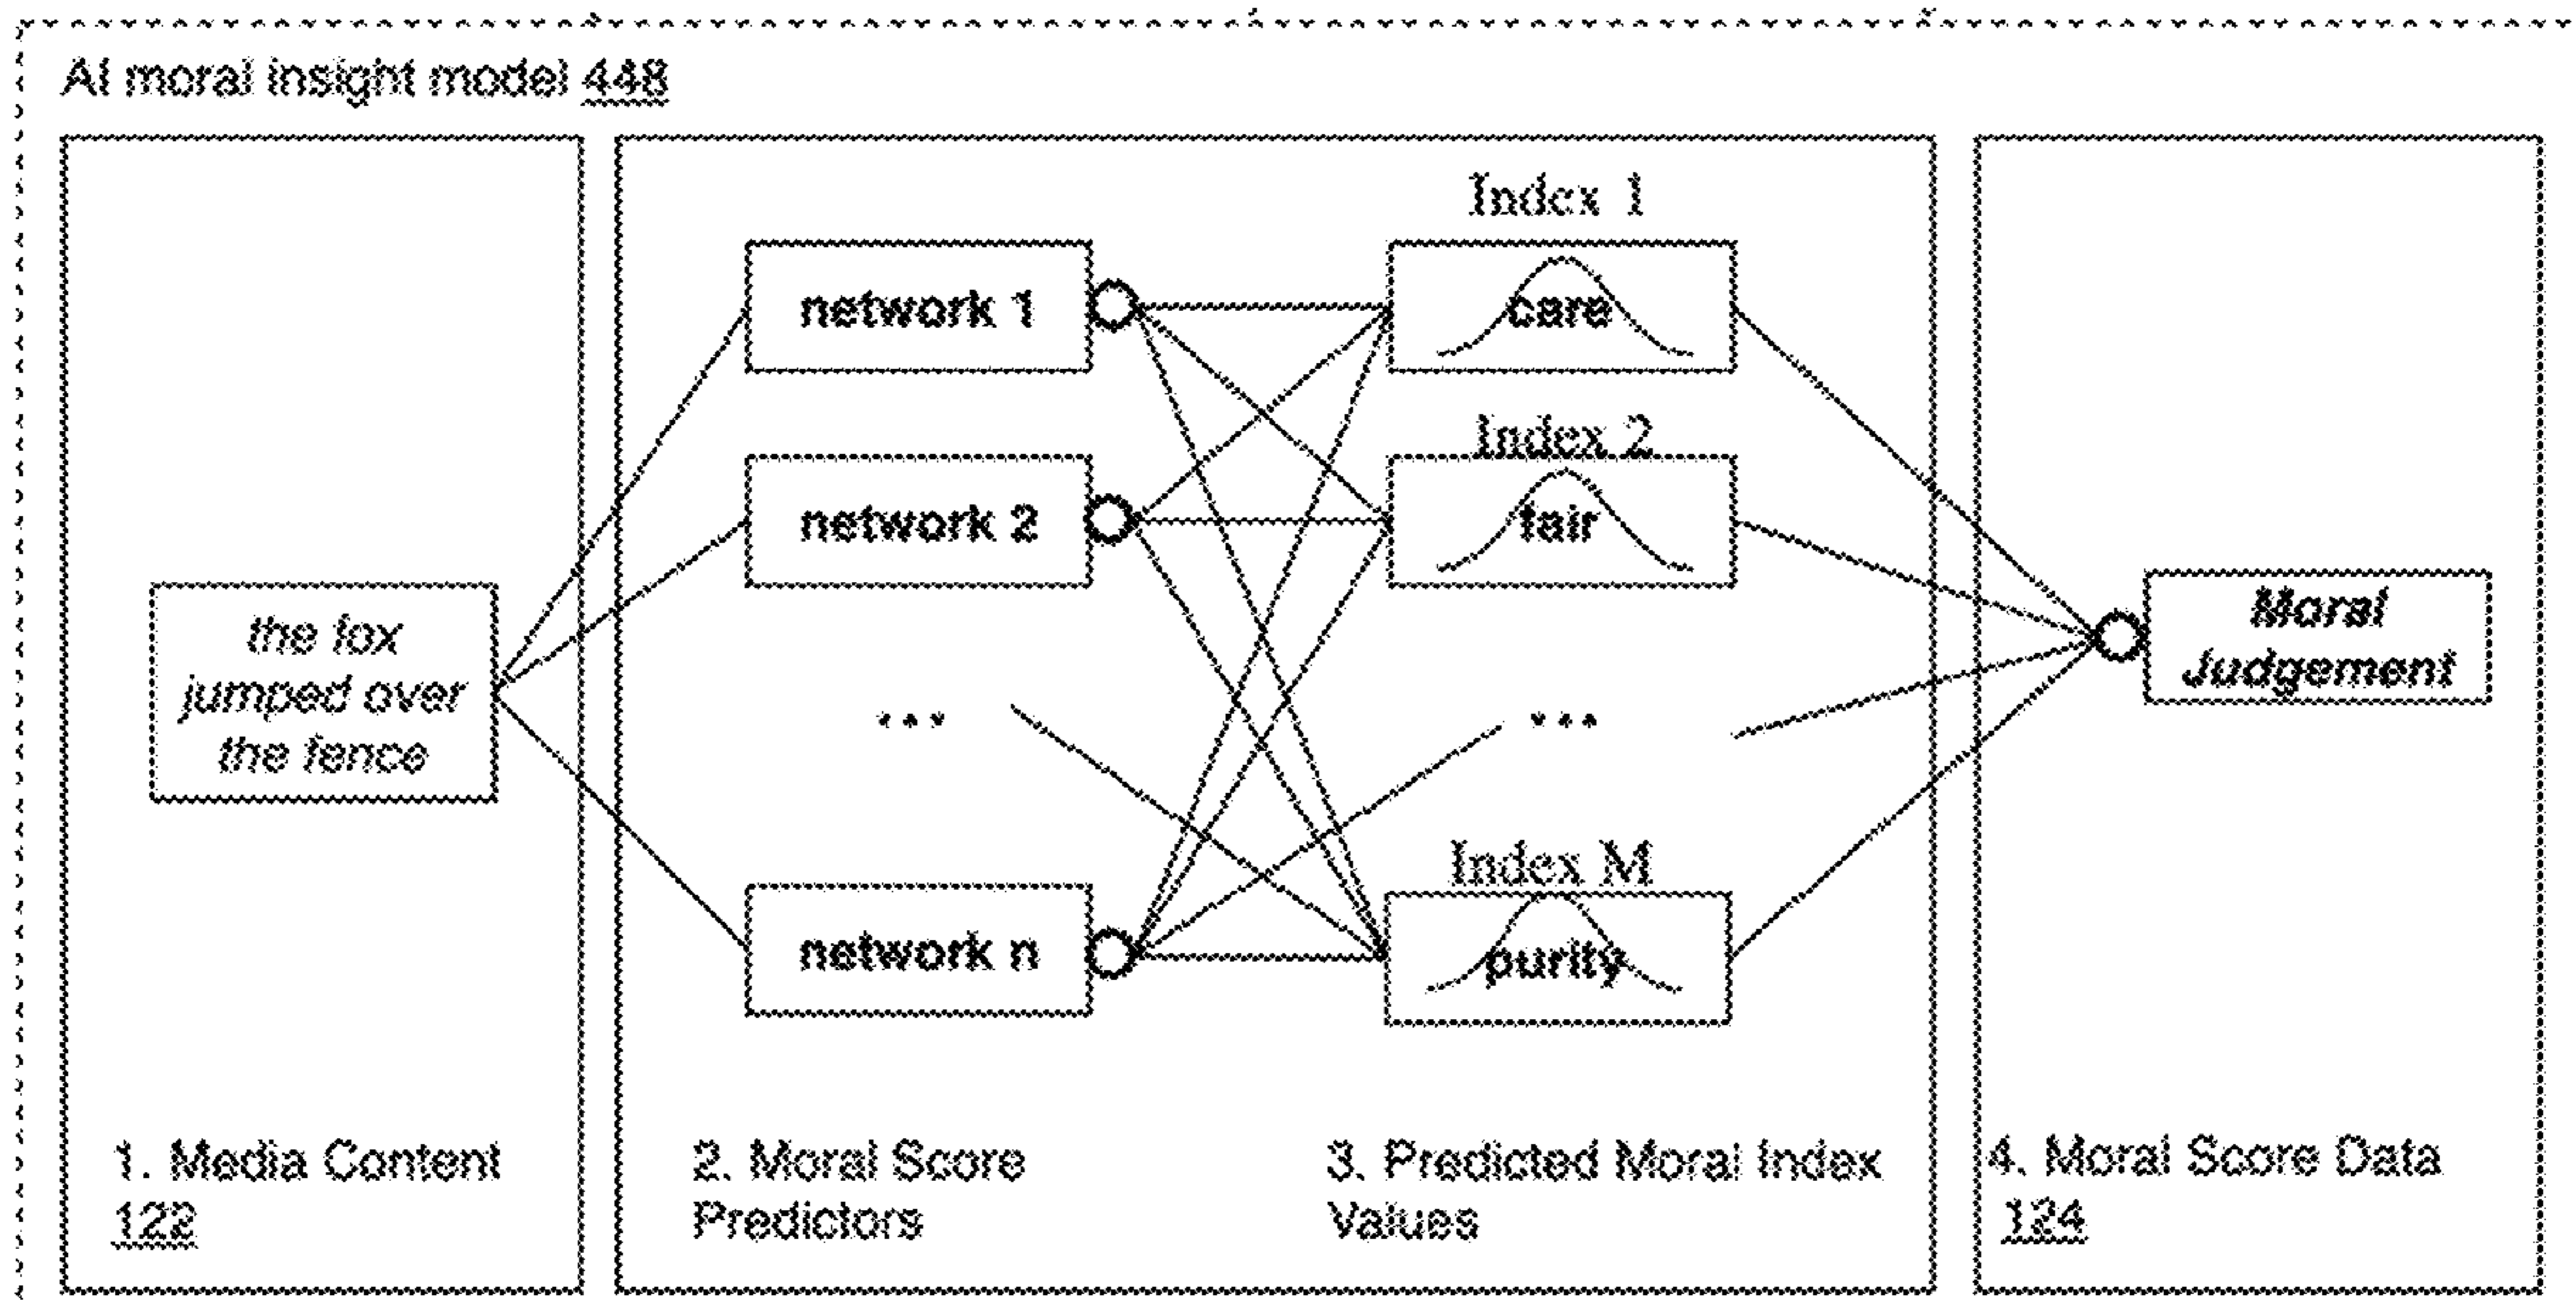 AI moral insight model 448
Index 1
network 1
care
Index 2
network 2
fair
the fox
jumped over
the fence
...
...
Moral
Judgement
Index M
network n
purity
1. Media Content
122
2. Moral Score
Predictors
3. Predicted Moral Index
Values
4. Moral Score Data
124